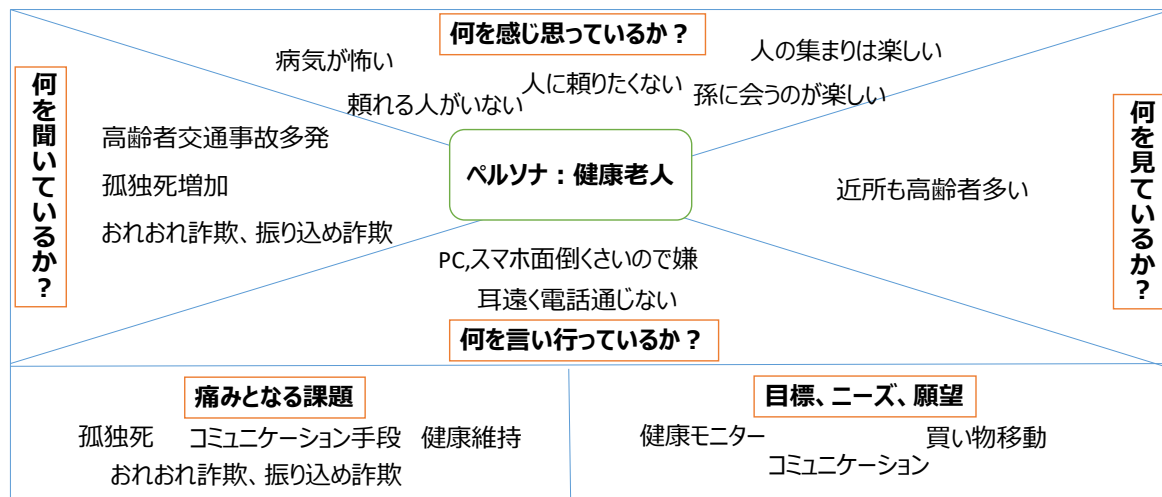 何を感じ思っているか？
病気が怖い
頼れる人がいない
人に頼りたくない
人の集まりは楽しい
孫に会うのが楽しい
何を聞いているか？
高齢者交通事故多発
孤独死増加
おれおれ詐欺、振り込め詐欺
ペルソナ：健康老人
何を見ているか？
近所も高齢者多い
PC,スマホ面倒くさいので嫌
耳遠く電話通じない
何を言い行っているか？
痛みとなる課題
孤独死 コミュニケーション手段 健康維持
おれおれ詐欺、振り込め詐欺
目標、ニーズ、願望
健康モニター 買い物移動
コミュニケーション